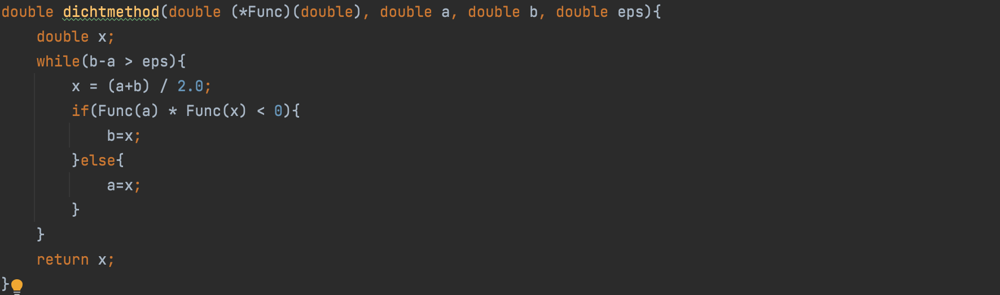 double dichtmethod(double (*Func)(double), double a, double b, double eps){
    double x;
    while(b-a > eps){
        x = (a+b) / 2.0;
        if(Func(a) * Func(x) < 0){
            b=x;
        }else{
            a=x;
        }
    }
    return x;
}